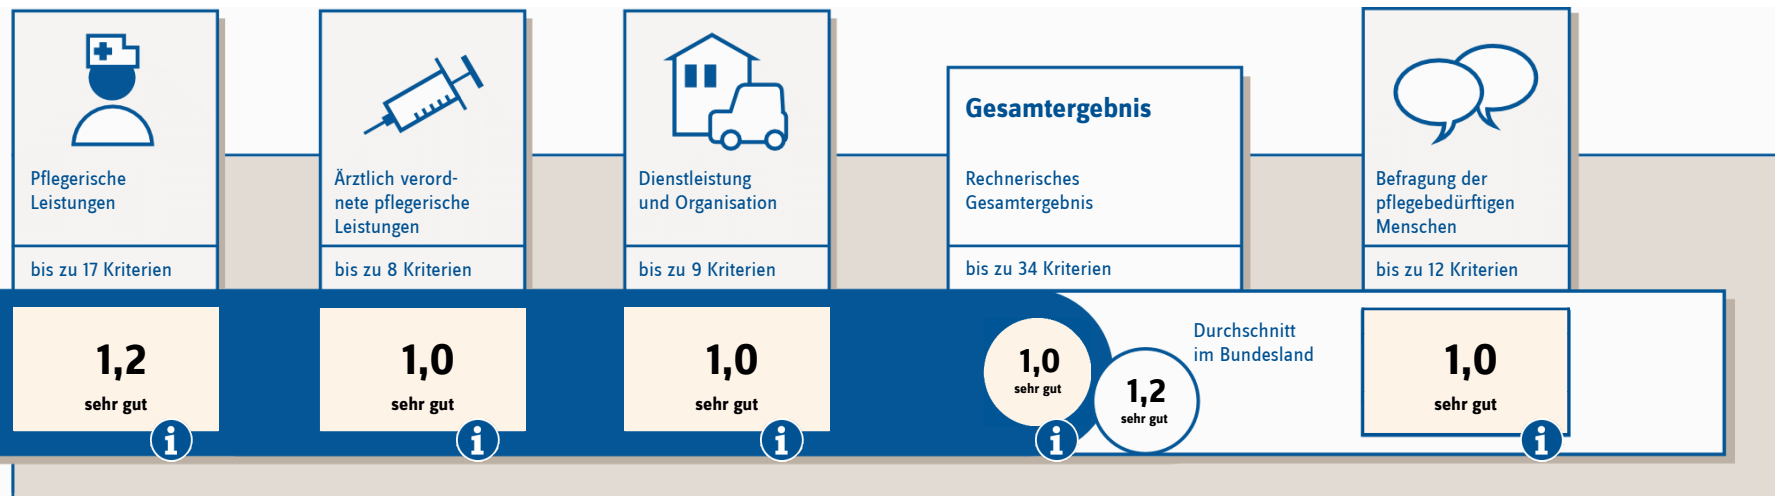 Pflegerische
Leistungen
bis zu 17 Kriterien
1,2
sehr gut
i
Ärztlich verord-
nete pflegerische
Leistungen
bis zu 8 Kriterien
1,0
sehr gut
i
Dienstleistung
und Organisation
bis zu 9 Kriterien
1,0
sehr gut
i
Gesamtergebnis
Rechnerisches
Gesamtergebnis
bis zu 34 Kriterien
1,0
sehr gut
i
1,2
sehr gut
Durchschnitt
im Bundesland
Befragung der
pflegebedürftigen
Menschen
bis zu 12 Kriterien
1,0
sehr gut
i